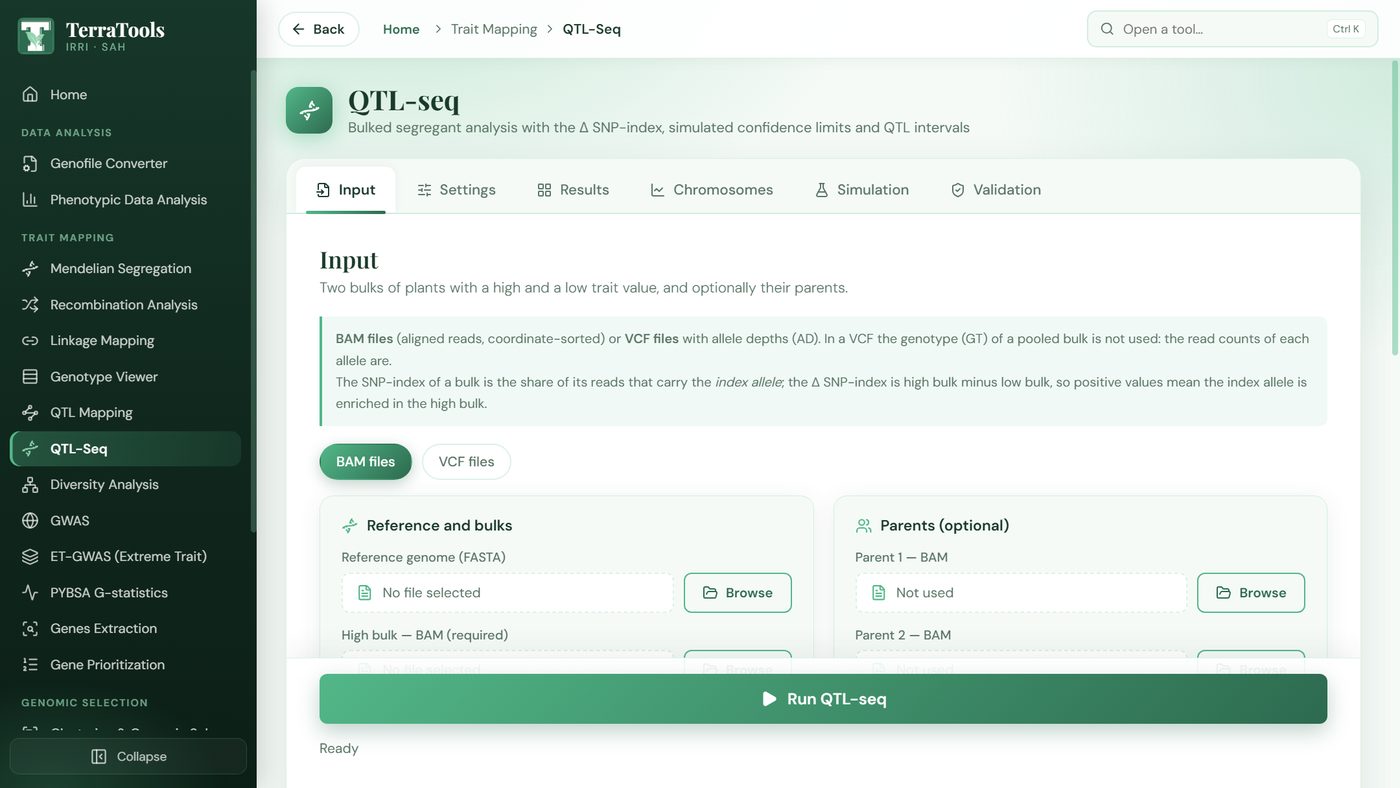 TerraTools
IRRI · SAH
Home
DATA ANALYSIS
Genofile Converter
Phenotypic Data Analysis
TRAIT MAPPING
Mendelian Segregation
Recombination Analysis
Linkage Mapping
Genotype Viewer
QTL Mapping
QTL-Seq
Diversity Analysis
GWAS
ET-GWAS (Extreme Trait)
PYBSA G-statistics
Genes Extraction
Gene Prioritization
GENOMIC SELECTION
Collapse
Back
Home > Trait Mapping > QTL-Seq
Open a tool...
Ctrl K
QTL-seq
Bulked segregant analysis with the Δ SNP-index, simulated confidence limits and QTL intervals
Input
Settings
Results
Chromosomes
Simulation
Validation
Input
Two bulks of plants with a high and a low trait value, and optionally their parents.
BAM files (aligned reads, coordinate-sorted) or VCF files with allele depths (AD). In a VCF the genotype (GT) of a pooled bulk is not used: the read counts of each
allele are.
The SNP-index of a bulk is the share of its reads that carry the index allele; the Δ SNP-index is high bulk minus low bulk, so positive values mean the index allele is
enriched in the high bulk.
BAM files
VCF files
Reference and bulks
Reference genome (FASTA)
No file selected
Browse
High bulk — BAM (required)
No file selected
Browse
Parents (optional)
Parent 1 — BAM
Not used
Browse
Parent 2 — BAM
Not used
Browse
Run QTL-seq
Ready